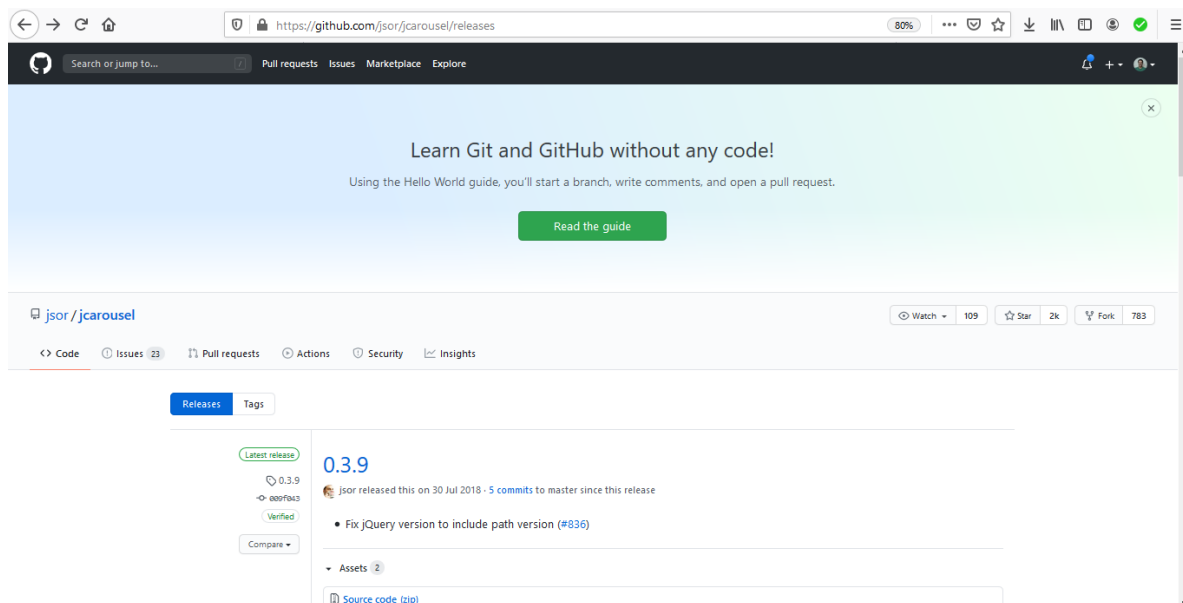 https://github.com/jsor/jcarousel/releases
80%
Search or jump to... /
Pull requests Issues Marketplace Explore
Learn Git and GitHub without any code!
Using the Hello World guide, you'll start a branch, write comments, and open a pull request.
Read the guide
jsor / jcarousel
Watch 109 Star 2k Fork 783
Code Issues 23 Pull requests Actions Security Insights
Releases Tags
Latest release
0.3.9
009f043
Verified
Compare
0.3.9
jsor released this on 30 Jul 2018 · 5 commits to master since this release
• Fix jQuery version to include path version (#836)
Assets 2
Source code (zip)